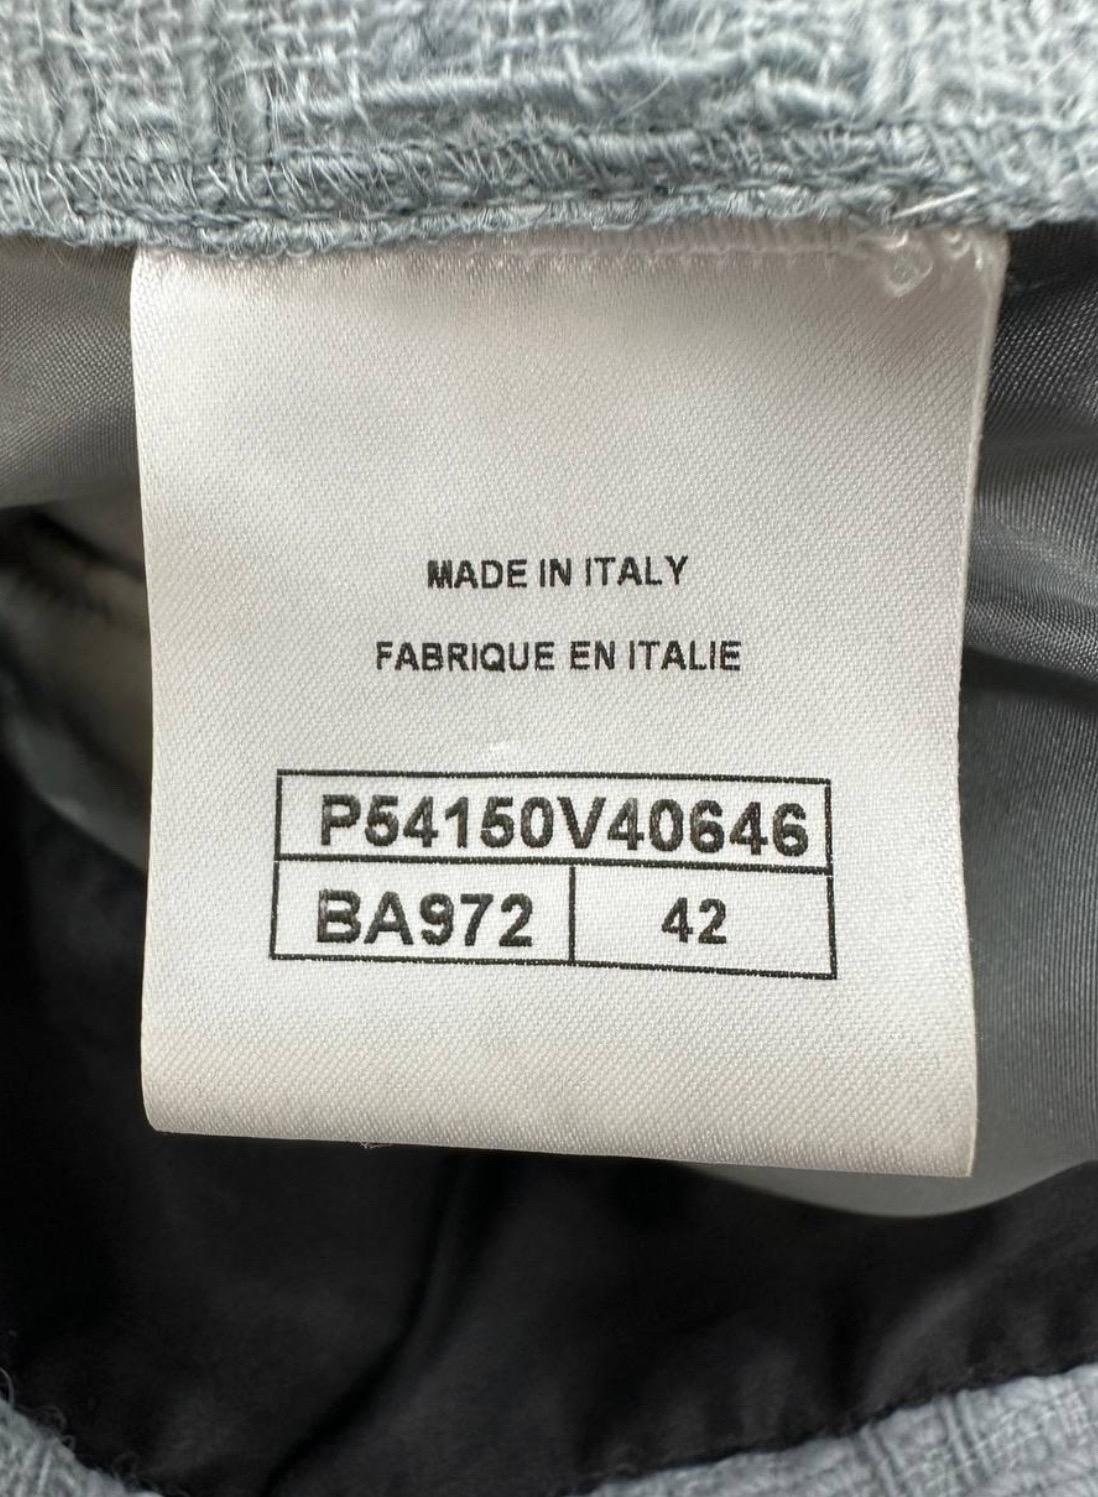 MADE IN ITALY
FABRIQUE EN ITALIE
P54150V40646
BA972 42